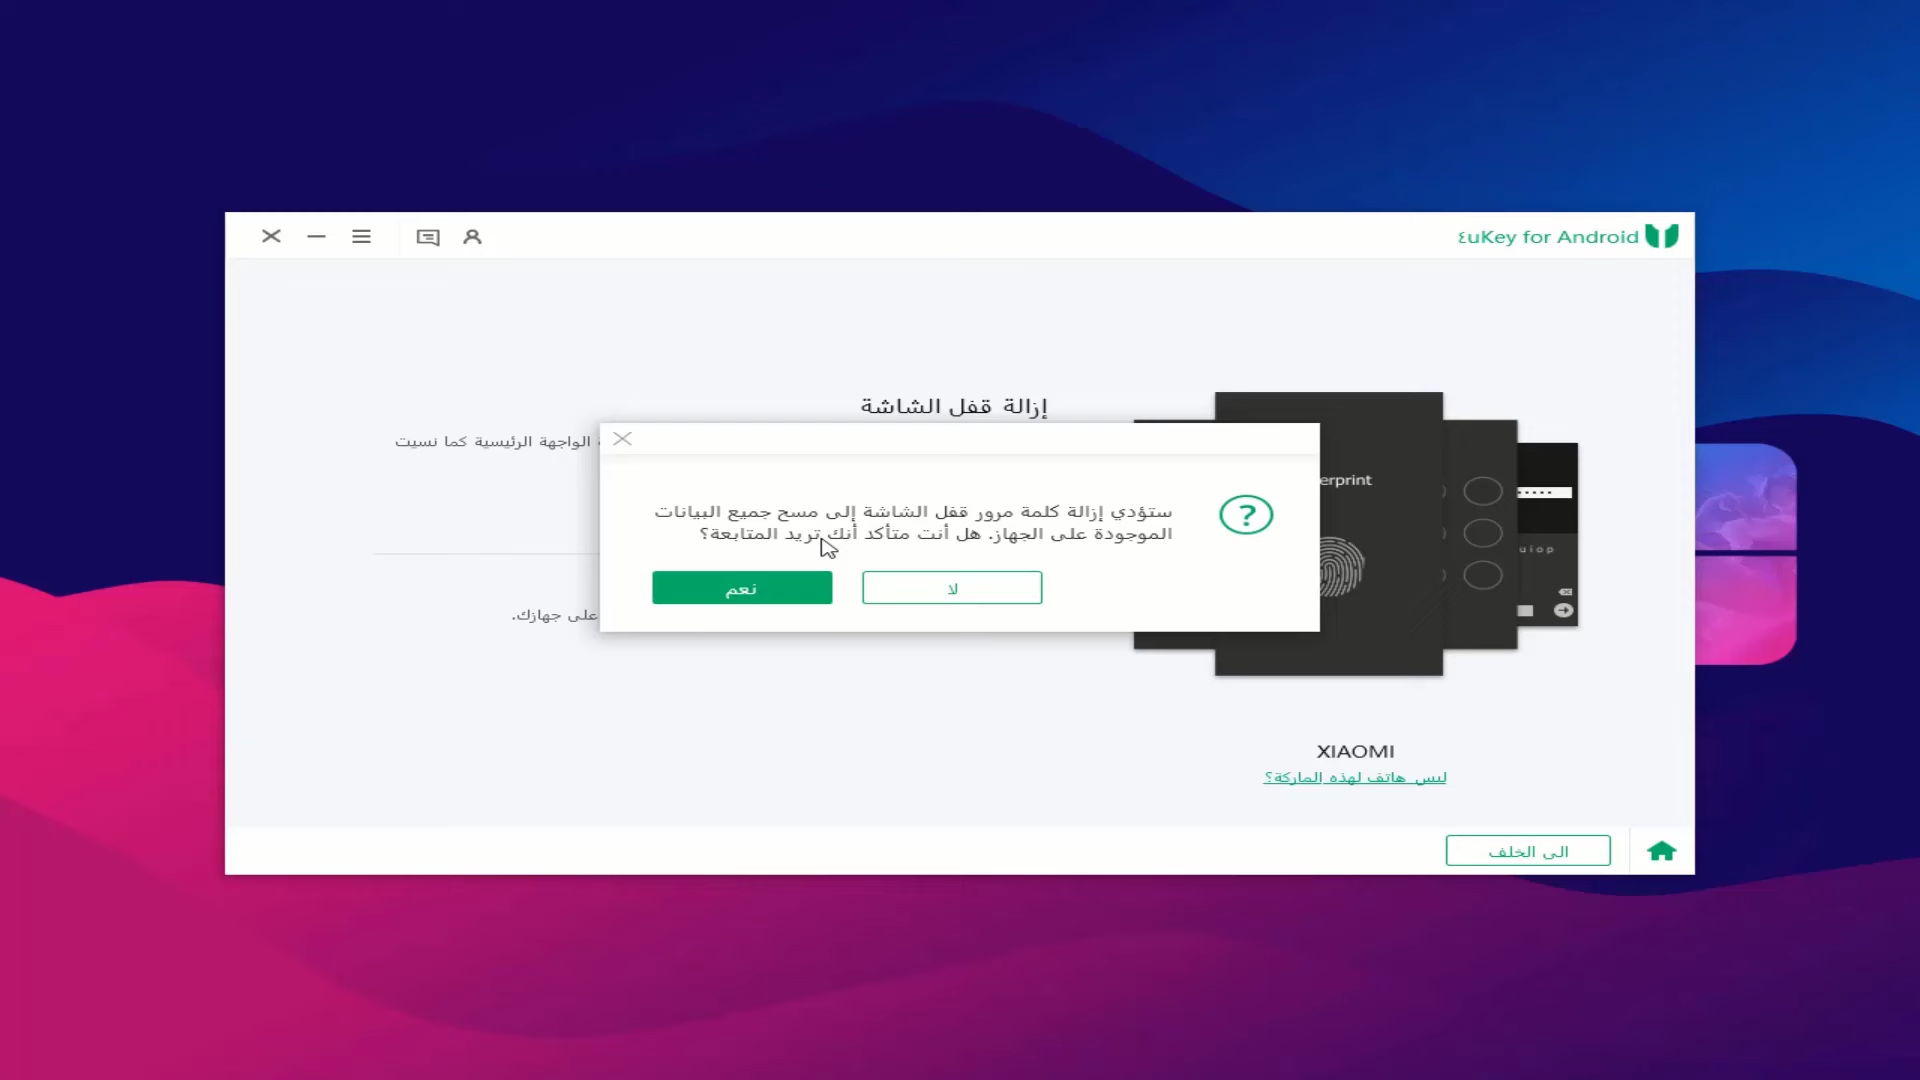 ٤uKey for Android
إزالة قفل الشاشة
الواجهة الرئيسية كما نسيت
erprint
ستؤدي إزالة كلمة مرور قفل الشاشة إلى مسح جميع البيانات
الموجودة على الجهاز. هل أنت متأكد أنك تريد المتابعة؟
?
u i o p
لا
نعم
على جهازك.
XIAOMI
ليس هاتف لهذه الماركة؟
الى الخلف